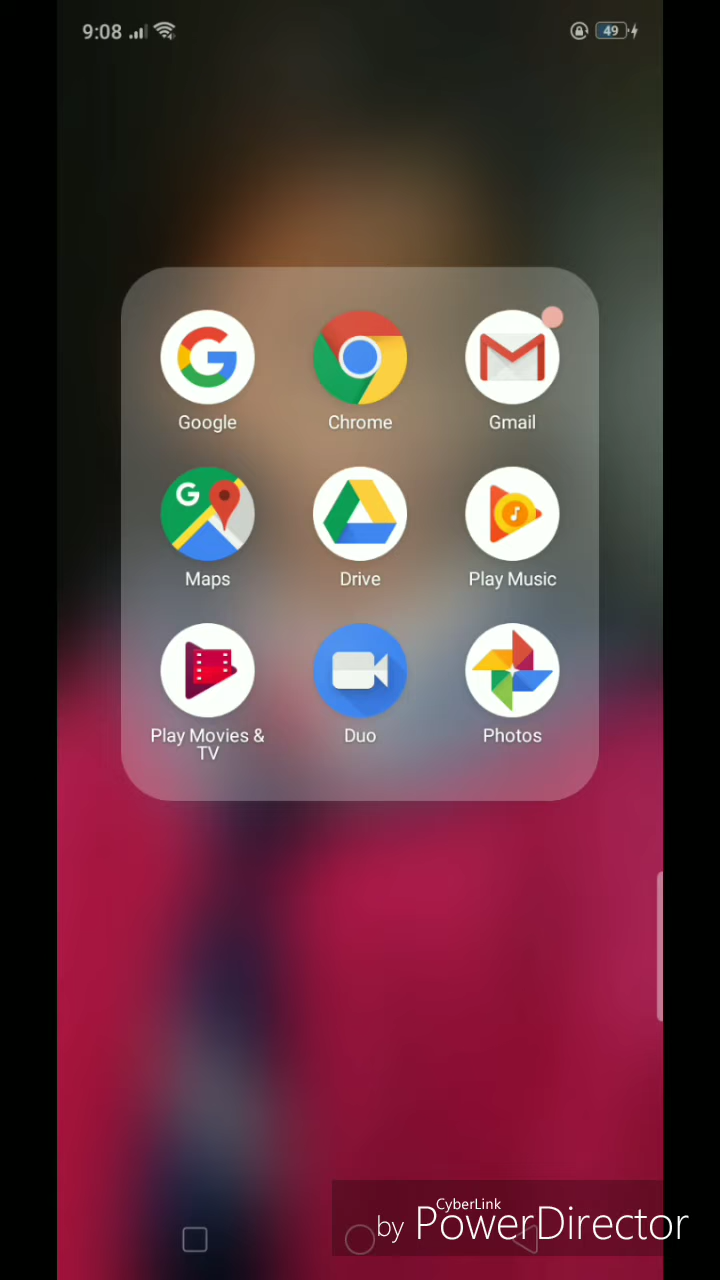 9:08
49
Google
Chrome
Gmail
G
Maps
Drive
Play Music
Play Movies &
TV
Duo
Photos
CyberLink
by PowerDirector